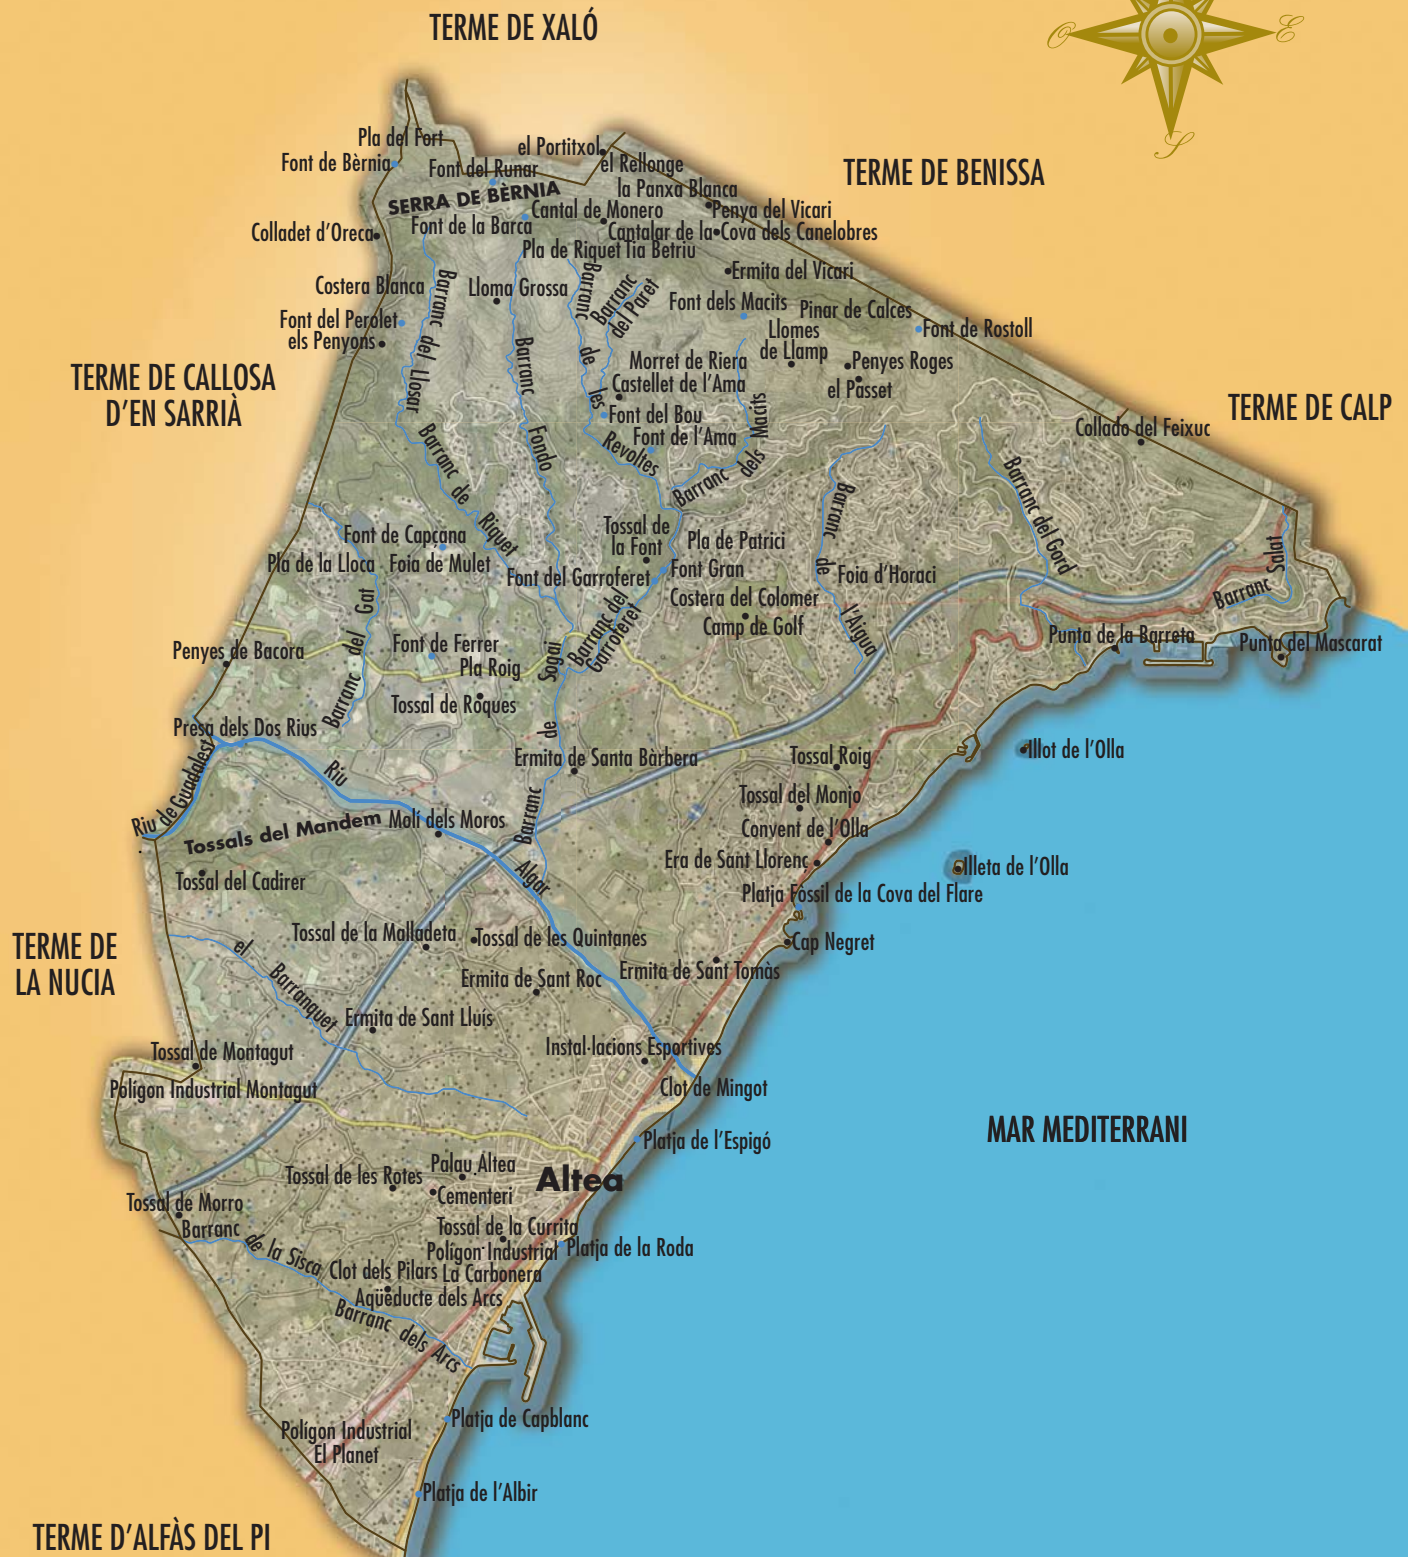 TERME DE XALÓ
O
E
S
Pla del Fort
el Portitxol
Font de Bèrnia
Font del Runar
el Rellonge
TERME DE BENISSA
SERRA DE BÈRNIA
la Panxa Blanca
Cantal de Monero
Penya del Vicari
Colladet d'Oreca
Font de la Barca
Cantalar de la
Cova dels Canelobres
Pla de Riquet
Tia Betriu
Ermita del Vicari
Costera Blanca
Barranc del Llosar
Lloma Grossa
Barranc de les Revoltes
Barranc
del Paret
Font dels Macits
Pinar de Calces
Font del Perolet
Llomes
de Llamp
Font de Rostoll
els Penyons
Barranc Fondo
Morret de Riera
Penyes Roges
TERME DE CALLOSA
D'EN SARRIÀ
Castellet de l'Ama
el Passet
TERME DE CALP
Font del Bou
Barranc dels Macits
Font de l'Ama
Collado del Feixuc
Barranc de Riquet
Barranc de l'Aigua
Barranc del Gord
Font de Capçana
Tossal de
la Font
Pla de Patrici
Pla de la Lloca
Foia de Mulet
Font del Garroferet
Font Gran
Foia d'Horaci
Barranc Salat
Barranc del Gat
Barranc del
Garroferet
Costera del Colomer
Camp de Golf
Punta de la Barreta
Punta del Mascarat
Penyes de Bacora
Font de Ferrer
Pla Roig
Barranc de Sogai
Tossal de Roques
Presa dels Dos Rius
Riu de Guadalest
Riu Algar
Ermita de Santa Bàrbera
Tossal Roig
Illot de l'Olla
Tossals del Mandem
Molí dels Moros
Tossal del Monjo
Convent de l'Olla
Era de Sant Llorenç
Illeta de l'Olla
Tossal del Cadirer
Platja Fòssil de la Cova del Flare
TERME DE
LA NUCIA
el Barranquet
Tossal de la Malladeta
Tossal de les Quintanes
Cap Negret
Ermita de Sant Roc
Ermita de Sant Tomàs
Ermita de Sant Lluís
Tossal de Montagut
Instal·lacions Esportives
Polígon Industrial Montagut
Clot de Mingot
MAR MEDITERRANI
Platja de l'Espigó
Tossal de les Rotes
Palau Altea
Altea
Cementeri
Tossal de Morro
Barranc de la Sisca
Tossal de la Currita
Polígon Industrial
La Carbonera
Platja de la Roda
Clot dels Pilars
Aqüeducte dels Arcs
Barranc dels Arcs
Platja de Capblanc
Polígon Industrial
El Planet
Platja de l'Albir
TERME D'ALFÀS DEL PI